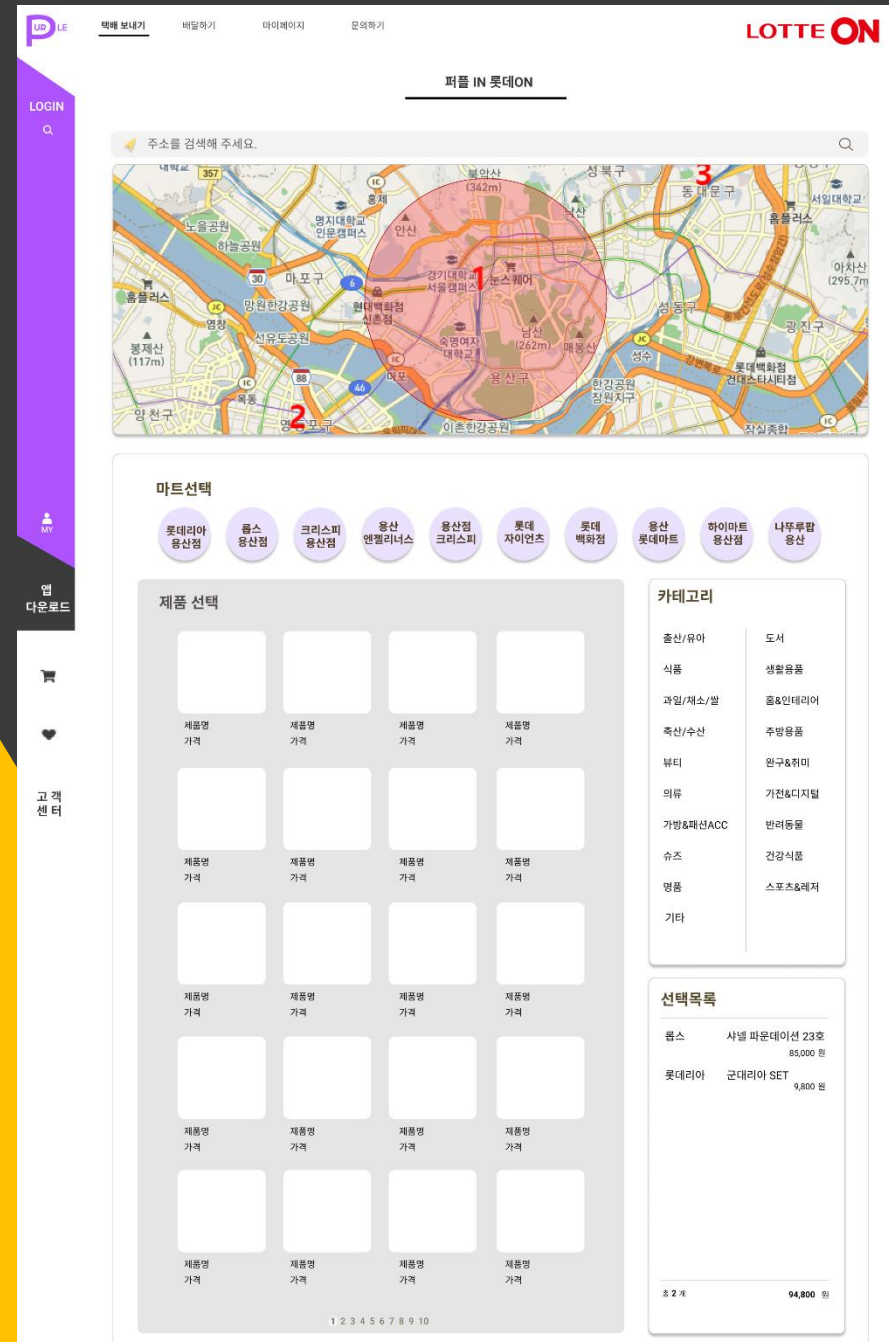 PURPLE
택배 보내기
배달하기
마이페이지
문의하기
LOTTE ON
퍼플 IN 롯데ON
LOGIN
주소를 검색해 주세요.
357
IC
홍제
북악산
(342m)
성북구
3
동대문구
서일대학교
홈플러스
노을공원
하늘공원
명지대학교
인문캠퍼스
안산
30
마포구
6
경기대학교
서울캠퍼스
1
눈스퀘어
아차산
(295.7m
홈플러스
JC
염창
망원한강공원
현대백화점
신촌점
선유도공원
숙명여자
대학교
남산
(262m)
매봉산
성동구
광진구
봉제산
(117m)
JC
성수
강변북로
롯데백화점
건대스타시티점
IC
목동
88
46
IC
마포
용산구
한강공원
잠원지구
양천구
2
영등포구
이촌한강공원
IC
잠실종합
마트선택
롯데리아
용산점
롭스
용산점
크리스피
용산점
용산
엔젤리너스
용산점
크리스피
롯데
자이언츠
롯데
백화점
용산
롯데마트
하이마트
용산점
나뚜루팝
용산
MY
앱
다운로드
고객
센터
제품 선택
제품명 제품명 제품명 제품명
가격 가격 가격 가격
제품명 제품명 제품명 제품명
가격 가격 가격 가격
제품명 제품명 제품명 제품명
가격 가격 가격 가격
제품명 제품명 제품명 제품명
가격 가격 가격 가격
제품명 제품명 제품명 제품명
가격 가격 가격 가격
1 2 3 4 5 6 7 8 9 10
카테고리
출산/유아 도서
식품 생활용품
과일/채소/쌀 홈&인테리어
축산/수산 주방용품
뷰티 완구&취미
의류 가전&디지털
가방&패션ACC 반려동물
슈즈 건강식품
명품 스포츠&레저
기타
선택목록
롭스 샤넬 파운데이션 23호
85,000 원
롯데리아 군대리아 SET
9,800 원
총 2 개 94,800 원